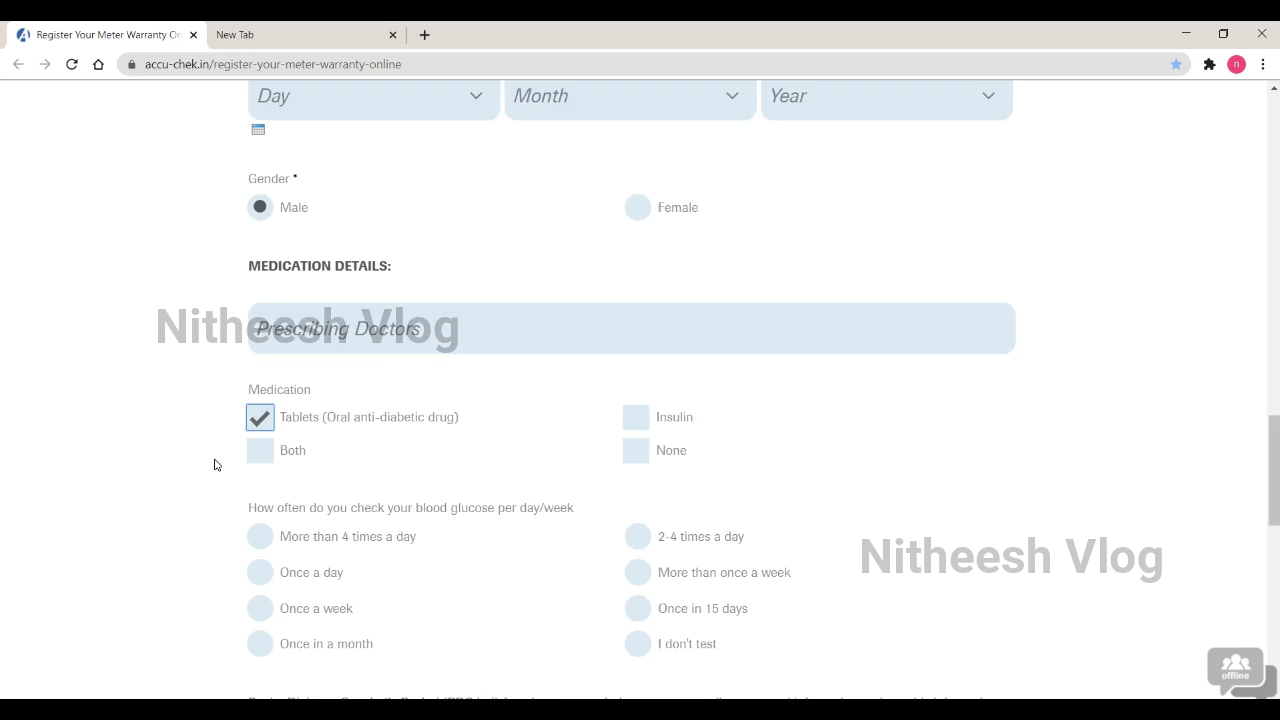 Register Your Meter Warranty On
New Tab
accu-chek.in/register-your-meter-warranty-online
n
Day
Month
Year
Gender *
Male
Female
MEDICATION DETAILS:
Prescribing Doctors
Nitheesh Vlog
Medication
Tablets (Oral anti-diabetic drug)
Insulin
Both
None
How often do you check your blood glucose per day/week
More than 4 times a day
2-4 times a day
Nitheesh Vlog
Once a day
More than once a week
Once a week
Once in 15 days
Once in a month
I don't test
offline